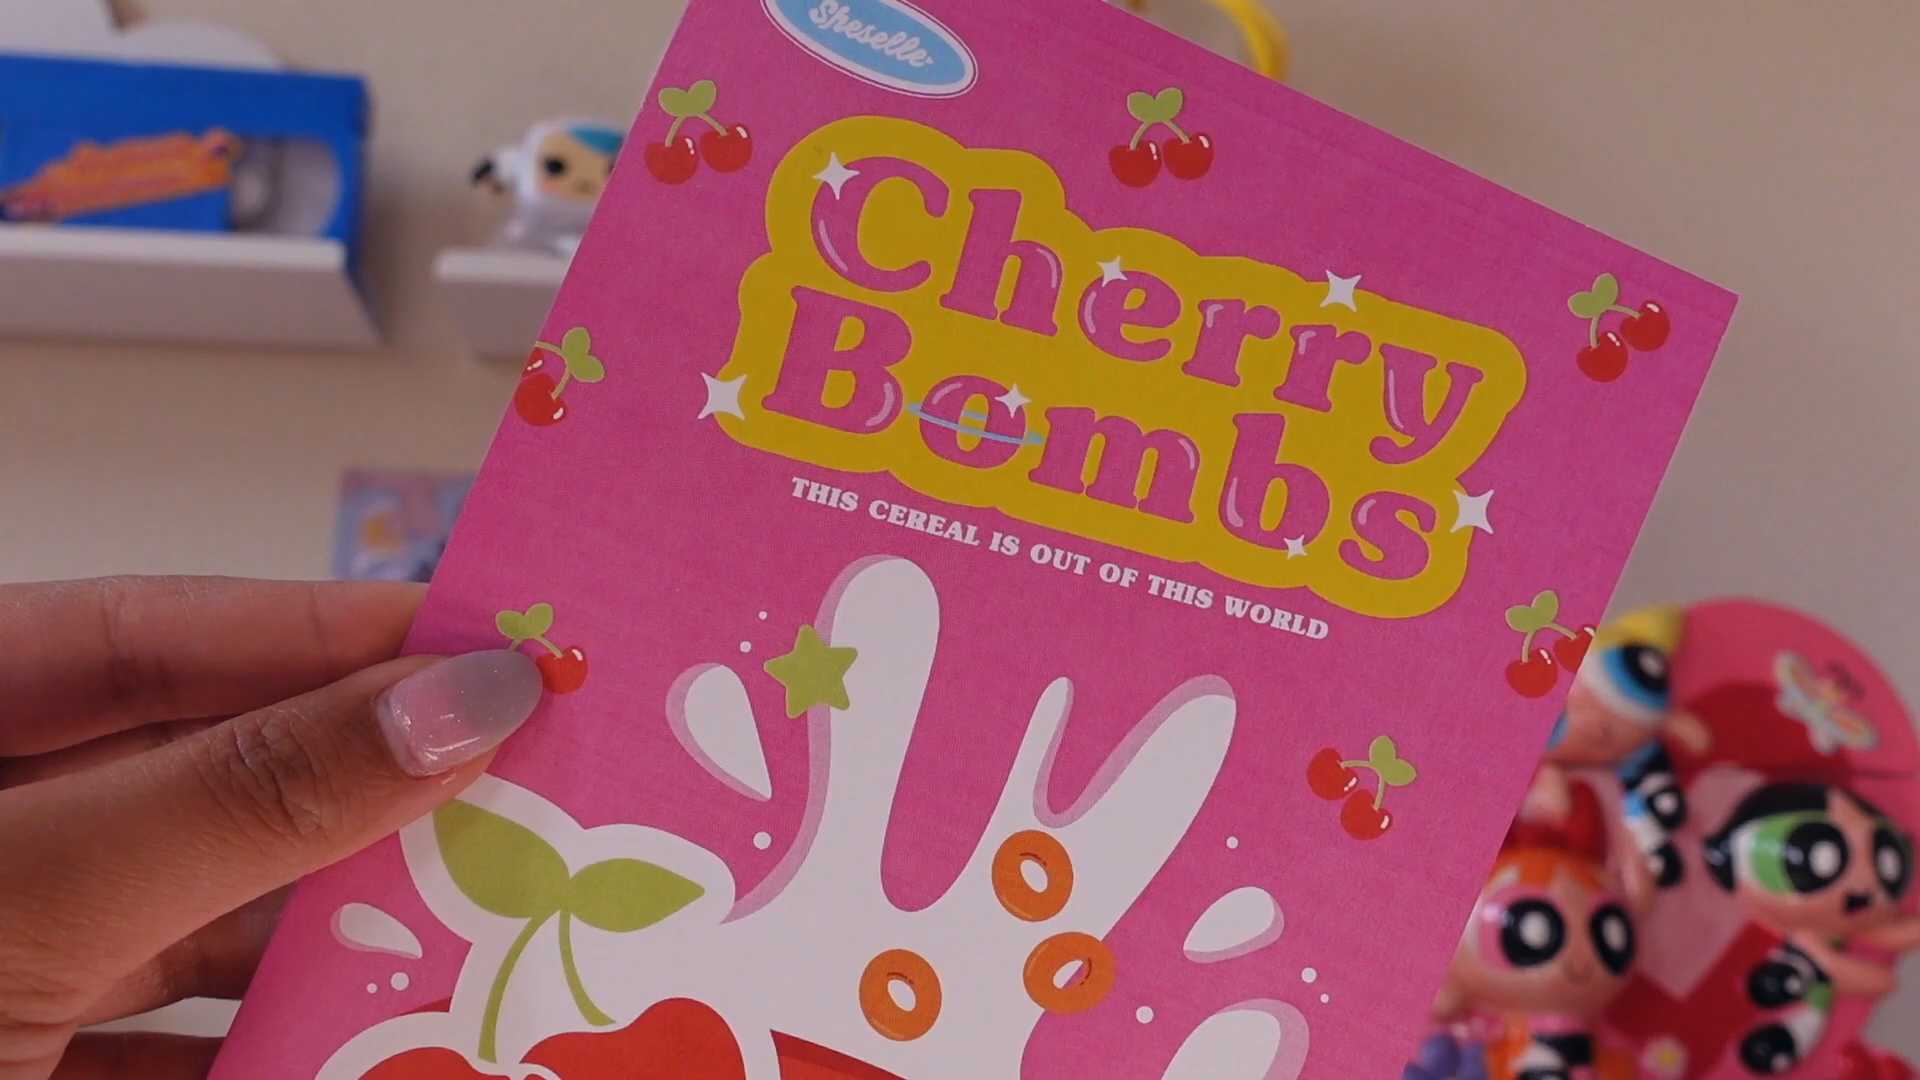 Sheselle
Cherry
Bombs
THIS CEREAL IS OUT OF THIS WORLD